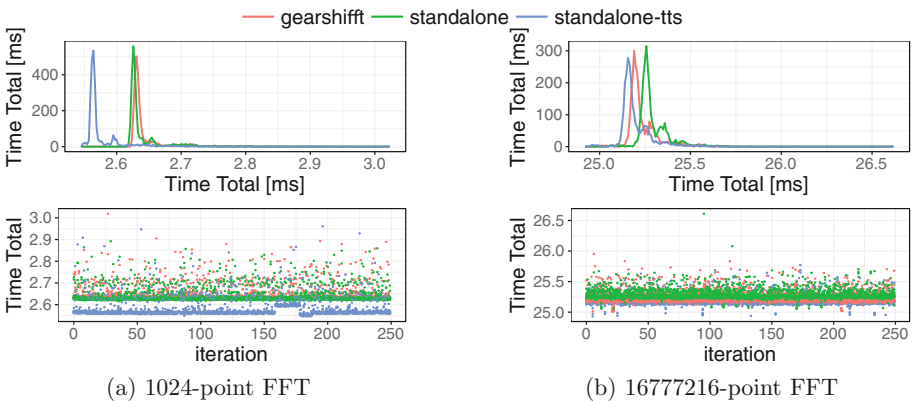 gearshifft standalone standalone-tts
Time Total [ms]
400
200
0
2.6 2.7 2.8 2.9 3.0
Time Total [ms]
Time Total
3.0
2.9
2.8
2.7
2.6
0 50 100 150 200 250
iteration
(a) 1024-point FFT
Time Total [ms]
300
200
100
0
25.0 25.5 26.0 26.5
Time Total [ms]
Time Total
26.5
26.0
25.5
25.0
0 50 100 150 200 250
iteration
(b) 16777216-point FFT